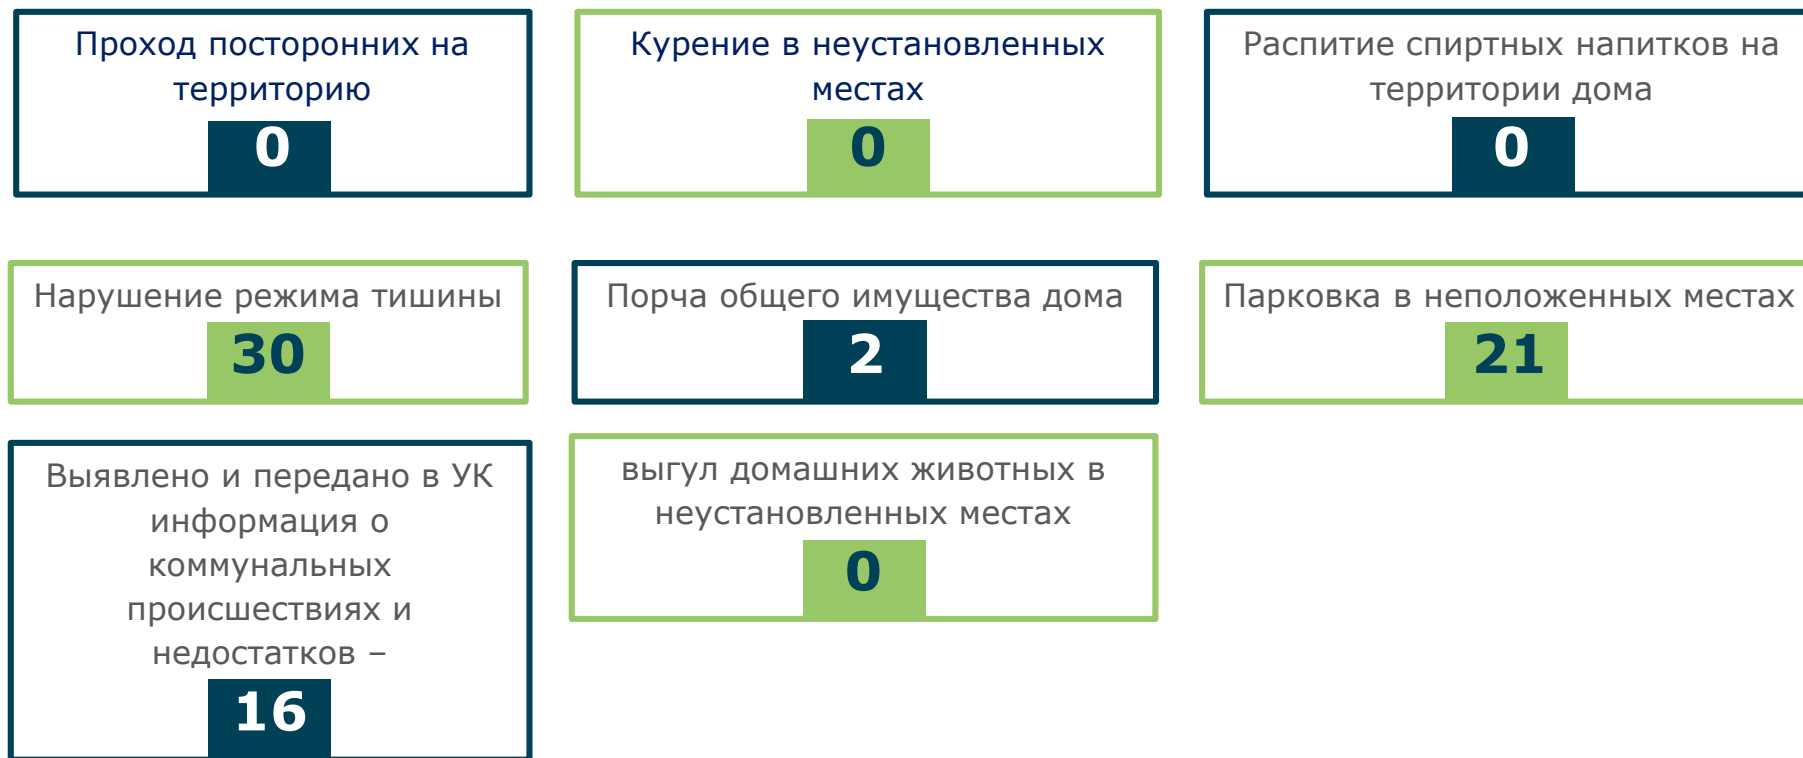 Проход посторонних на
территорию
0
Курение в неустановленных
местах
0
Распитие спиртных напитков на
территории дома
0
Нарушение режима тишины
30
Порча общего имущества дома
2
Парковка в неположенных местах
21
Выявлено и передано в УК
информация о
коммунальных
происшествиях и
недостатков –
16
выгул домашних животных в
неустановленных местах
0